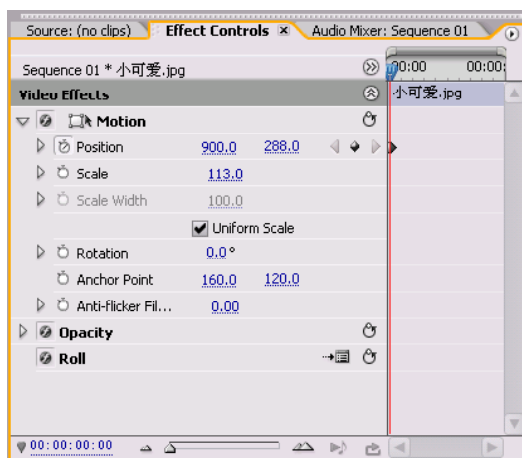 Source: (no clips) Effect Controls Audio Mixer: Sequence 01
Sequence 01 * 小可爱.jpg 00:00 00:00:
Video Effects 小可爱.jpg
Motion
Position 900.0 288.0
Scale 113.0
Scale Width 100.0
Uniform Scale
Rotation 0.0°
Anchor Point 160.0 120.0
Anti-flicker Fil... 0.00
Opacity
Roll
00:00:00:00